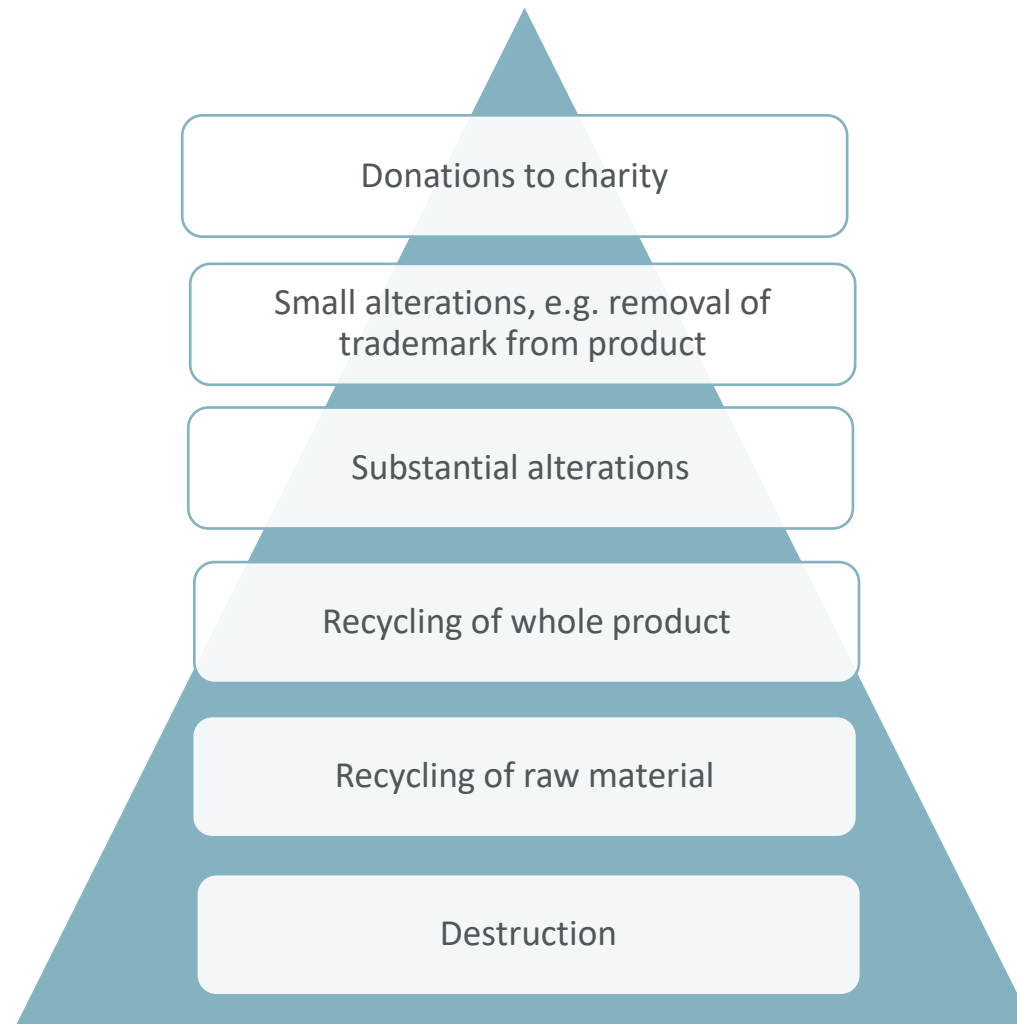 Donations to charity
Small alterations, e.g. removal of
trademark from product
Substantial alterations
Recycling of whole product
Recycling of raw material
Destruction